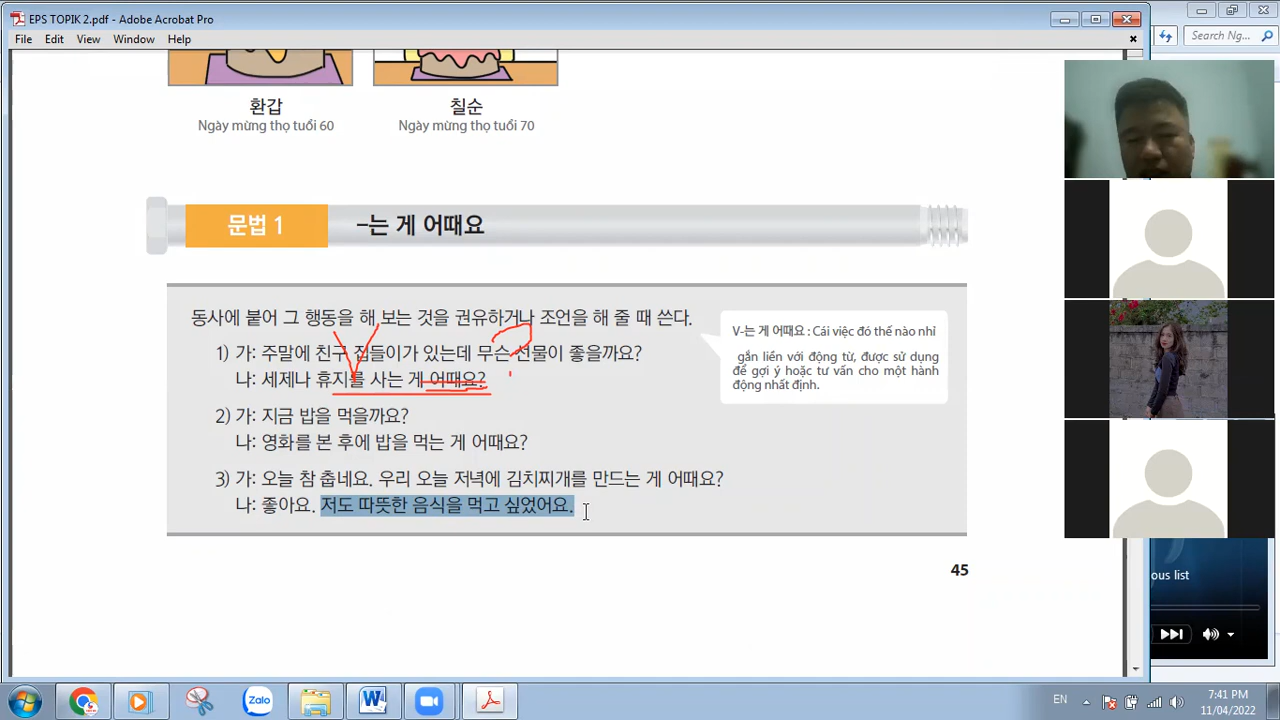 EPS TOPIK 2.pdf - Adobe Acrobat Pro
File Edit View Window Help
Search Ng...
환갑
Ngày mừng thọ tuổi 60
칠순
Ngày mừng thọ tuổi 70
문법 1
-는 게 어때요
동사에 붙어 그 행동을 해 보는 것을 권유하거나 조언을 해 줄 때 쓴다.
1) 가: 주말에 친구 집들이가 있는데 무슨 선물이 좋을까요?
나: 세제나 휴지를 사는 게 어때요?
2) 가: 지금 밥을 먹을까요?
나: 영화를 본 후에 밥을 먹는 게 어때요?
3) 가: 오늘 참 춥네요. 우리 오늘 저녁에 김치찌개를 만드는 게 어때요?
나: 좋아요. 저도 따뜻한 음식을 먹고 싶었어요.
V-는 게 어때요 : Cái việc đó thế nào nhỉ
gắn liền với động từ, được sử dụng
để gợi ý hoặc tư vấn cho một hành
động nhất định.
45
ous list
Zalo
EN
7:41 PM
11/04/2022